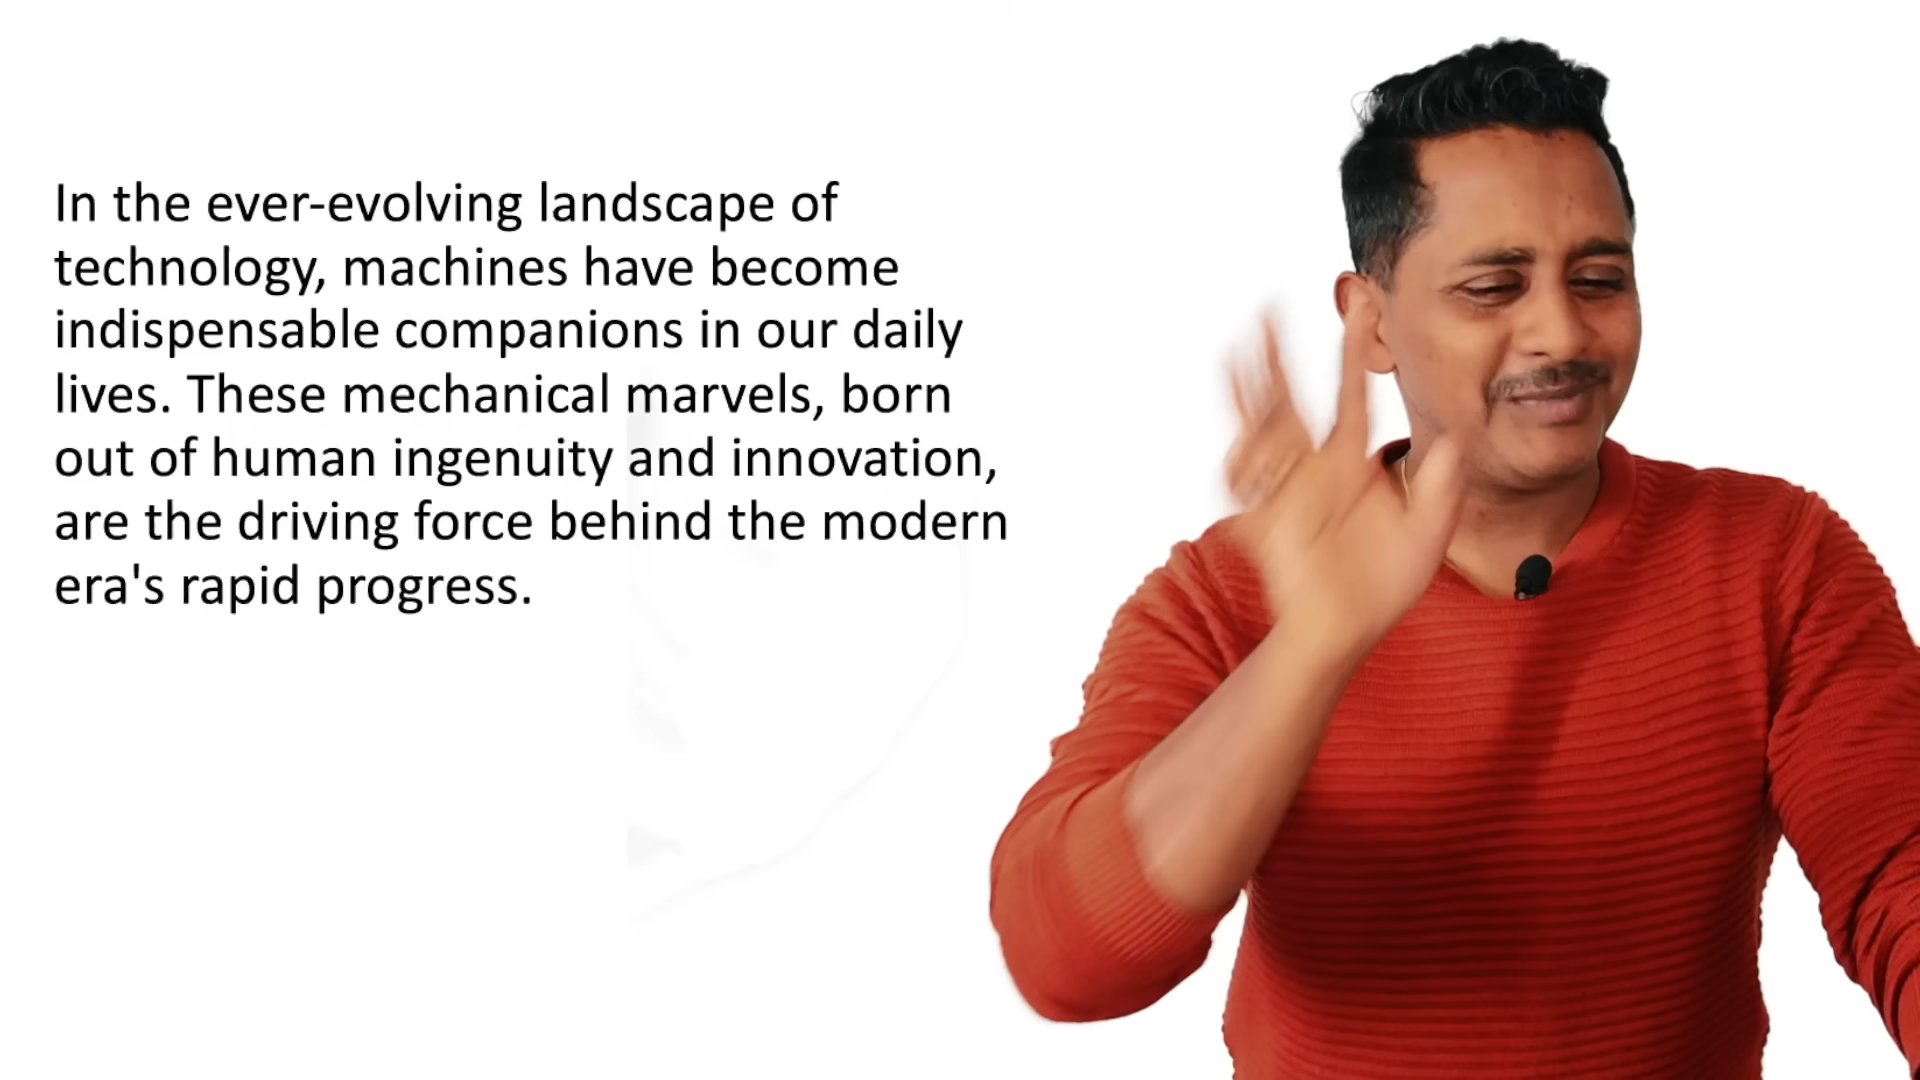 In the ever-evolving landscape of
technology, machines have become
indispensable companions in our daily
lives. These mechanical marvels, born
out of human ingenuity and innovation,
are the driving force behind the modern
era's rapid progress.